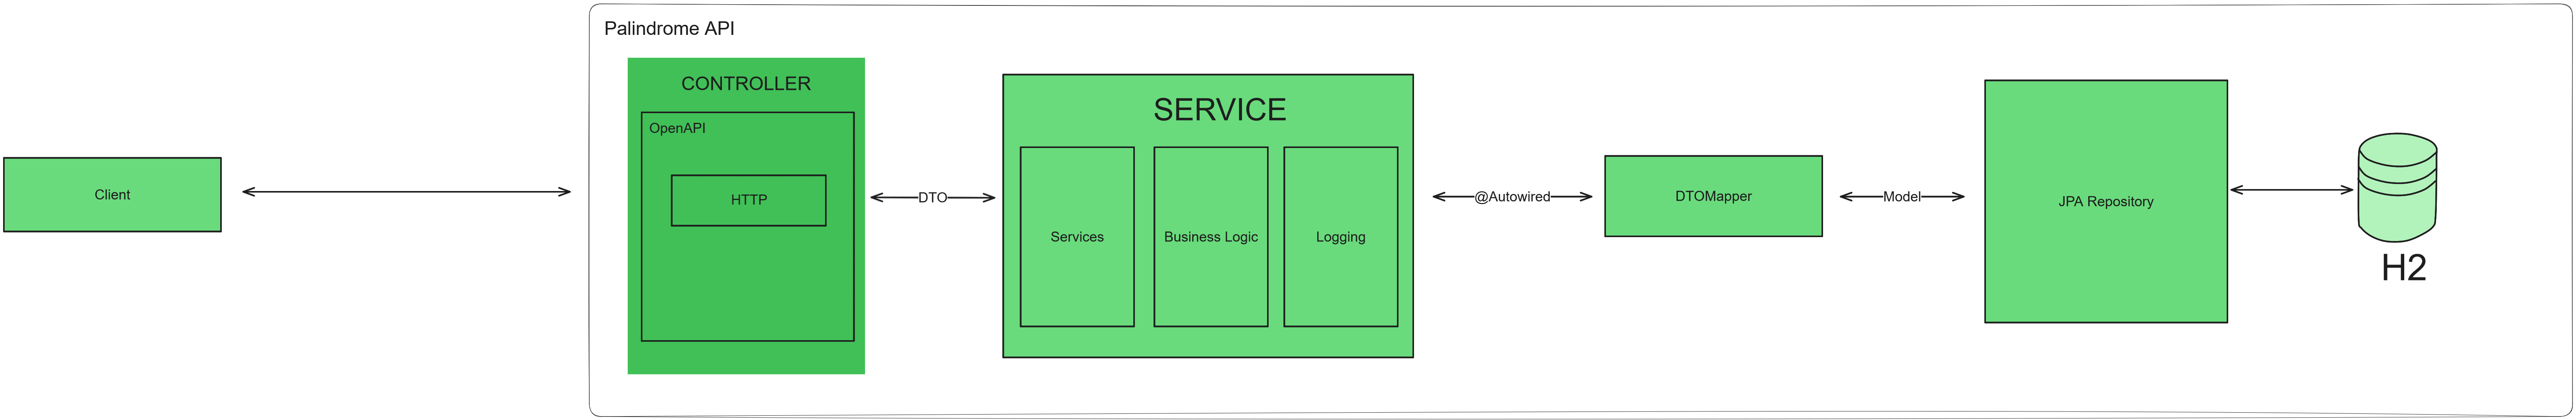 Palindrome API
Client
CONTROLLER
OpenAPI
HTTP
DTO
SERVICE
Services
Business Logic
Logging
@Autowired
DTOMapper
Model
JPA Repository
H2